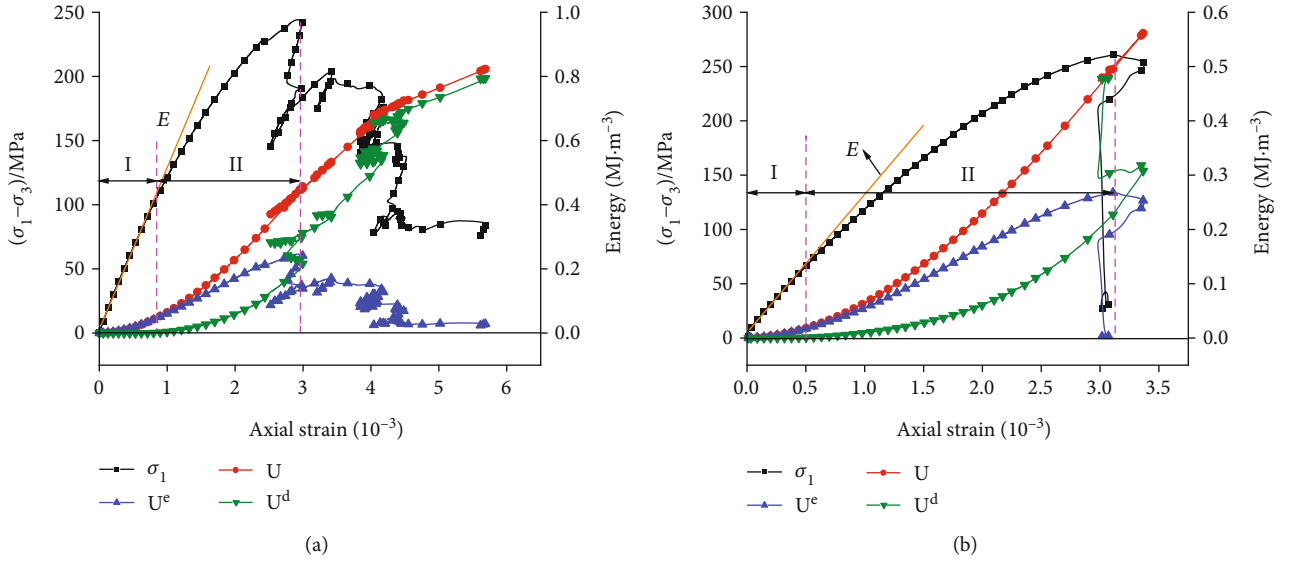 250
200
150
100
50
0
(σ₁–σ₃)/MPa
E
I
II
1.0
0.8
0.6
0.4
0.2
0.0
Energy (MJ·m⁻³)
0 1 2 3 4 5 6
Axial strain (10⁻³)
σ₁ U
Uᵉ Uᵈ
(a)
300
250
200
150
100
50
0
(σ₁–σ₃)/MPa
E
I
II
0.6
0.5
0.4
0.3
0.2
0.1
0.0
Energy (MJ·m⁻³)
0.0 0.5 1.0 1.5 2.0 2.5 3.0 3.5
Axial strain (10⁻³)
σ₁ U
Uᵉ Uᵈ
(b)